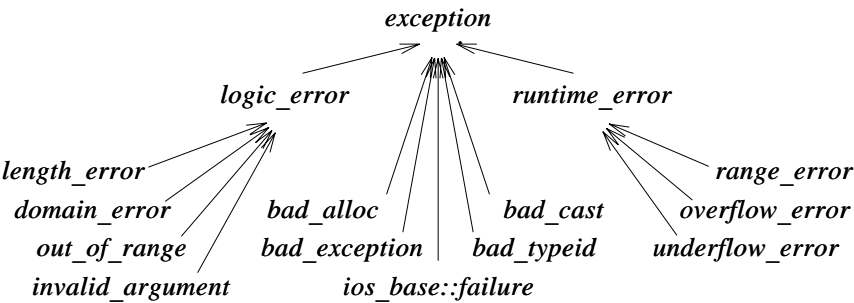 exception
logic_error runtime_error
length_error range_error
domain_error bad_alloc bad_cast overflow_error
out_of_range bad_exception bad_typeid underflow_error
invalid_argument ios_base::failure